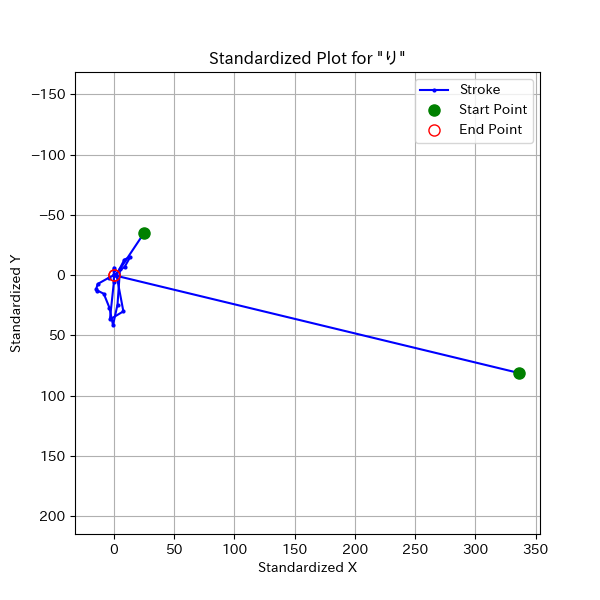 Standardized Plot for "り"
Stroke
Start Point
End Point
Standardized Y
−150
−100
−50
0
50
100
150
200
0 50 100 150 200 250 300 350
Standardized X